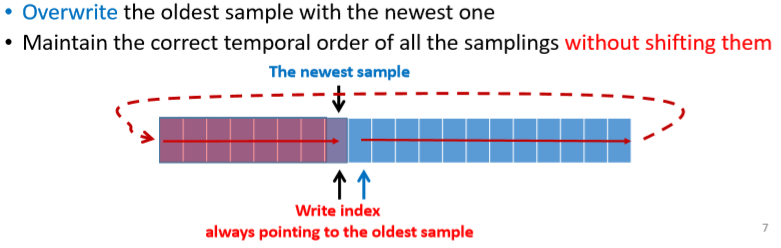 • Overwrite the oldest sample with the newest one
• Maintain the correct temporal order of all the samplings without shifting them
The newest sample
Write index
always pointing to the oldest sample
7